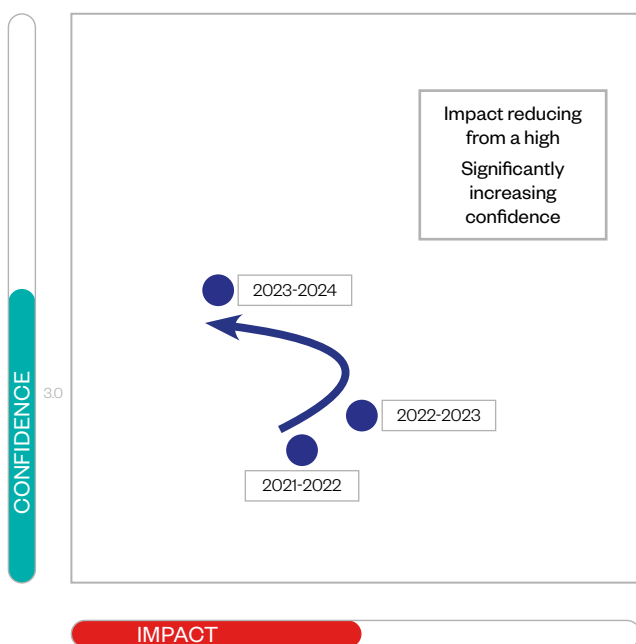 Impact reducing
from a high
Significantly
increasing
confidence
2023-2024
CONFIDENCE
3.0
2022-2023
2021-2022
IMPACT